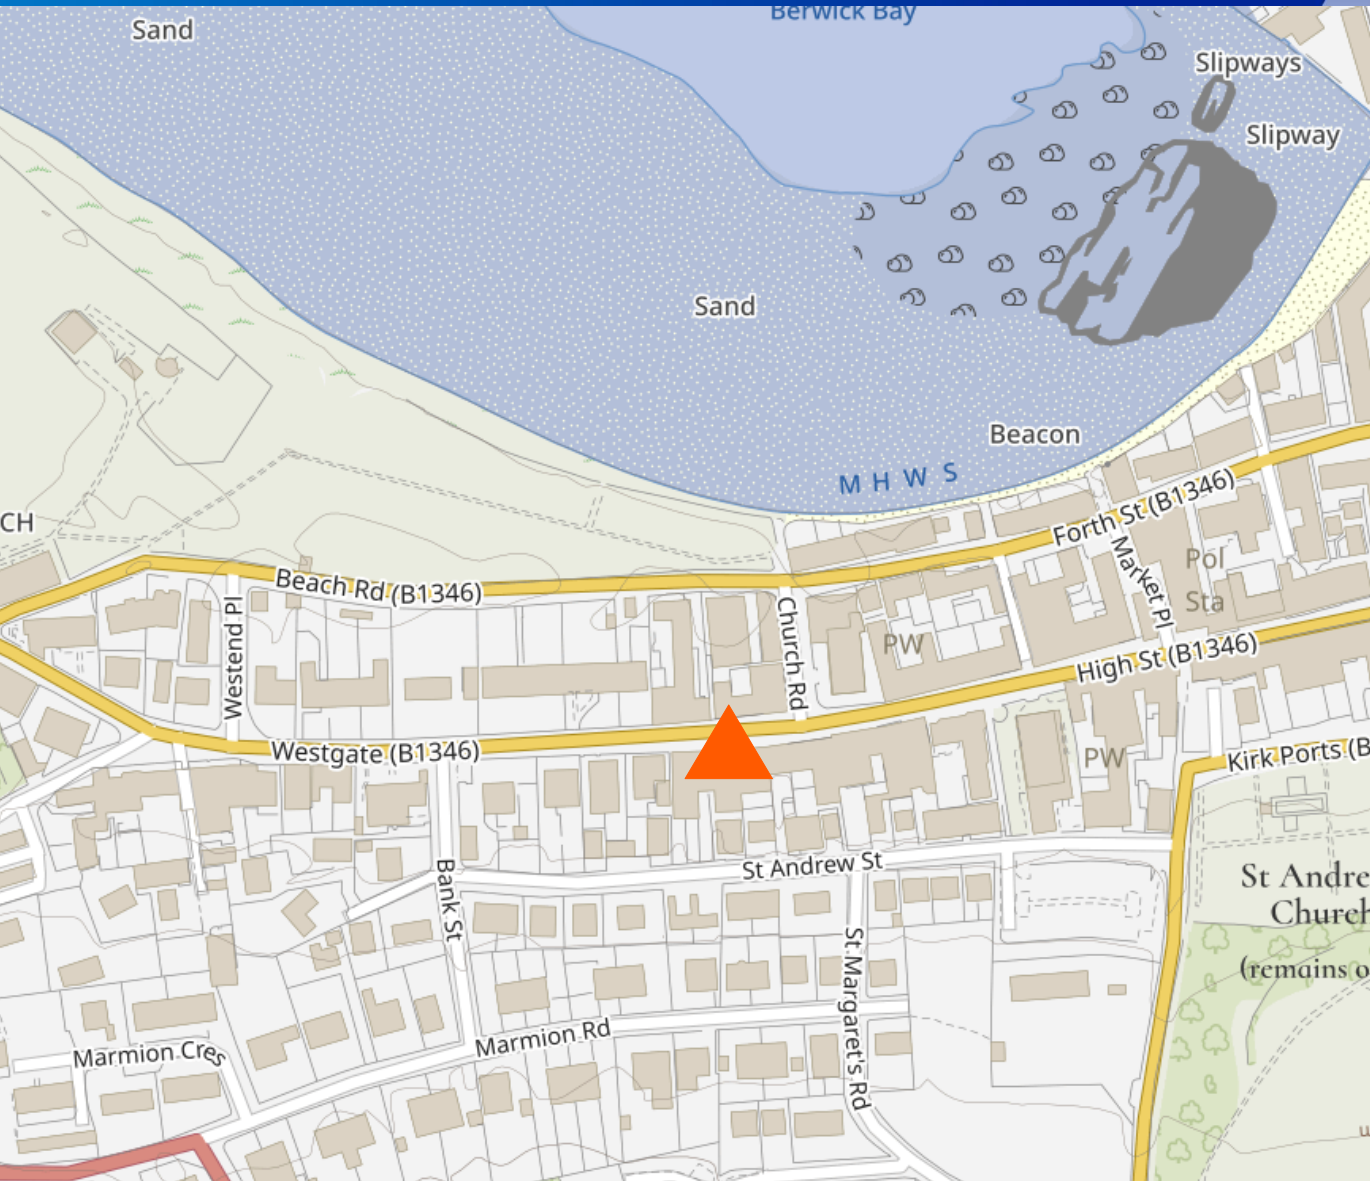 Berwick Bay
Sand
Slipways
Slipway
Sand
Beacon
M H W S
CH
Forth St (B1346)
Market Pl
Pol
Sta
Beach Rd (B1346)
Westend Pl
Church Rd
PW
High St (B1346)
Westgate (B1346)
PW
Kirk Ports (B
St Andrew St
Bank St
St Andre
Church
(remains o
St Margaret's Rd
Marmion Rd
Marmion Cres